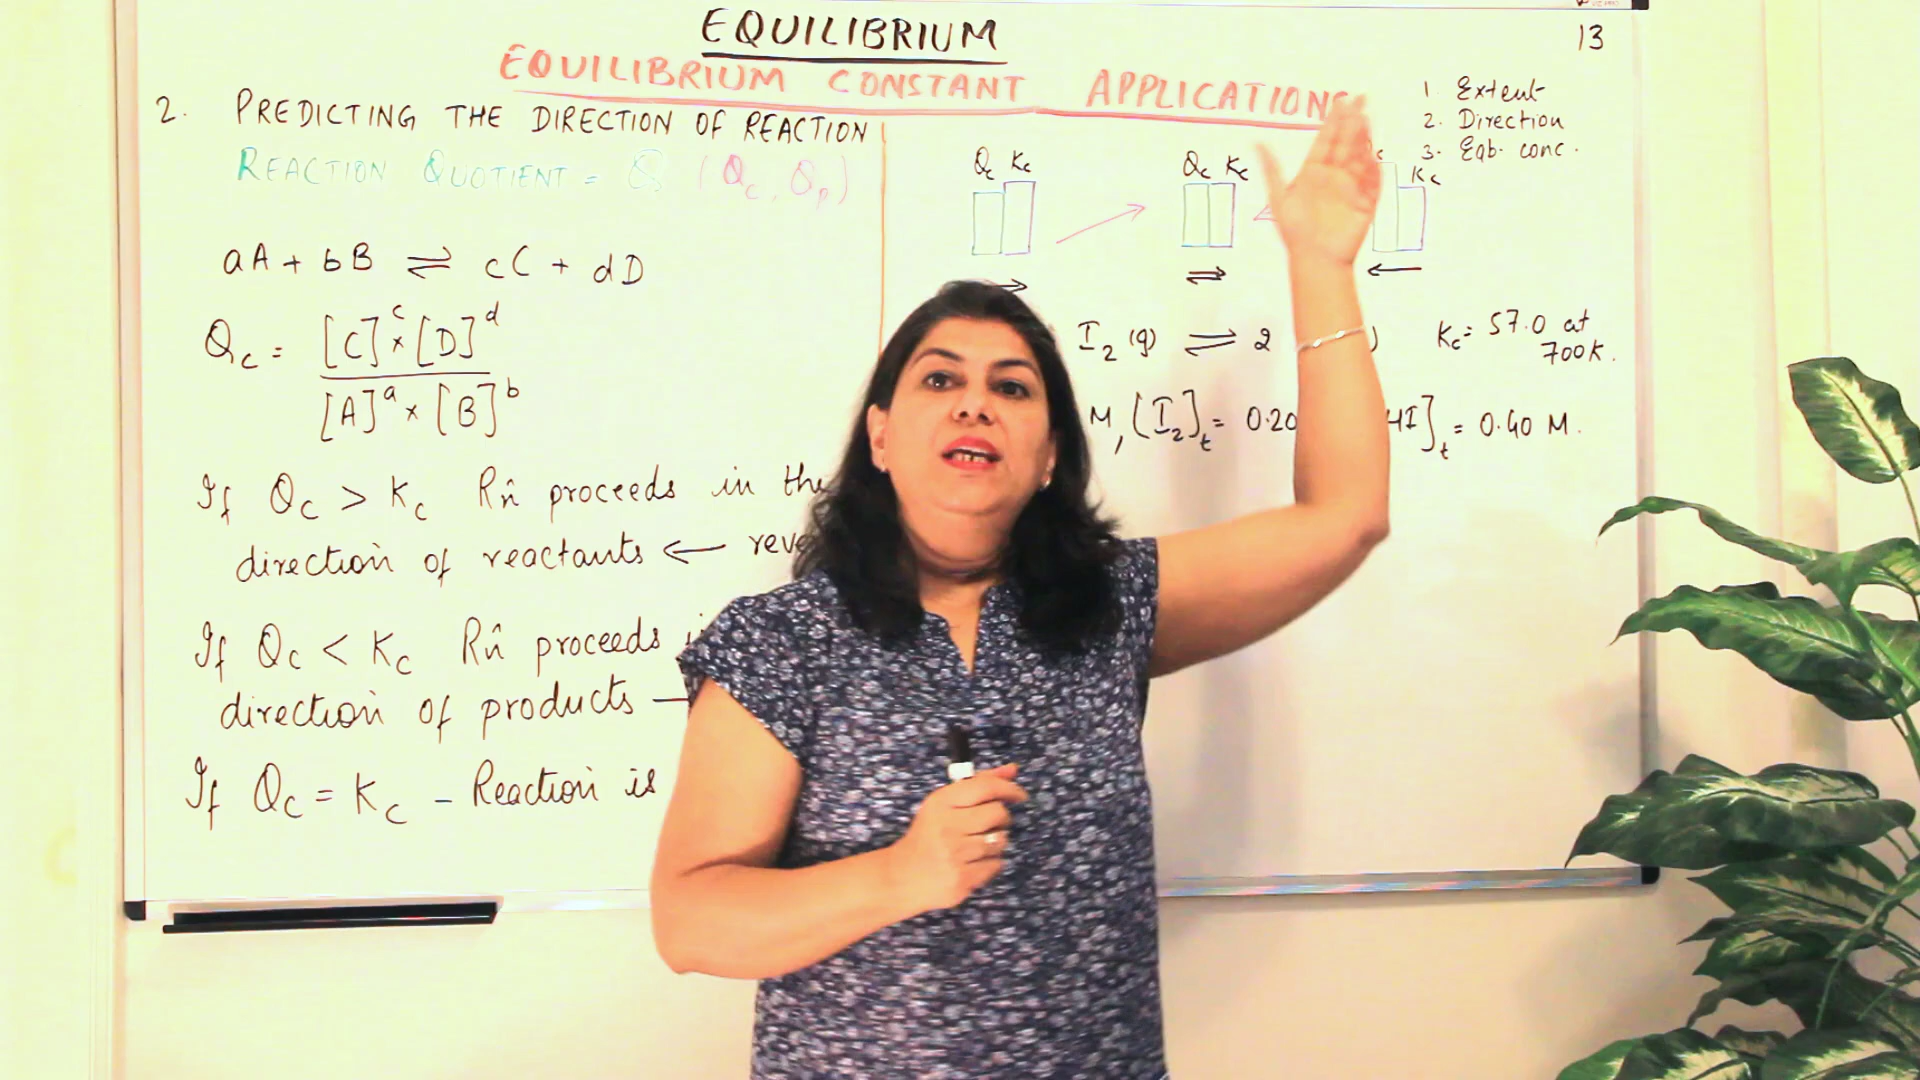 EQUILIBRIUM
13
EQUILIBRIUM CONSTANT APPLICATIONS
1. Extent
2. Direction
3. Eqb. conc.
2. PREDICTING THE DIRECTION OF REACTION
REACTION QUOTIENT = Q (Qc, Qp)
aA + bB ⇌ cC + dD
Qc = [C]^c × [D]^d
[A]^a × [B]^b
If Qc > Kc Rn̂ proceeds in the
direction of reactants ←
If Qc < Kc Rn̂ proceeds
direction of products —
If Qc = Kc - Reaction is
Qc Kc
→
Qc Kc
⇌
Kc
←
I2 (g) ⇌ 2
Kc = 57.0 at
700K.
M, [I2]t = 0.20
HI]t = 0.40 M.